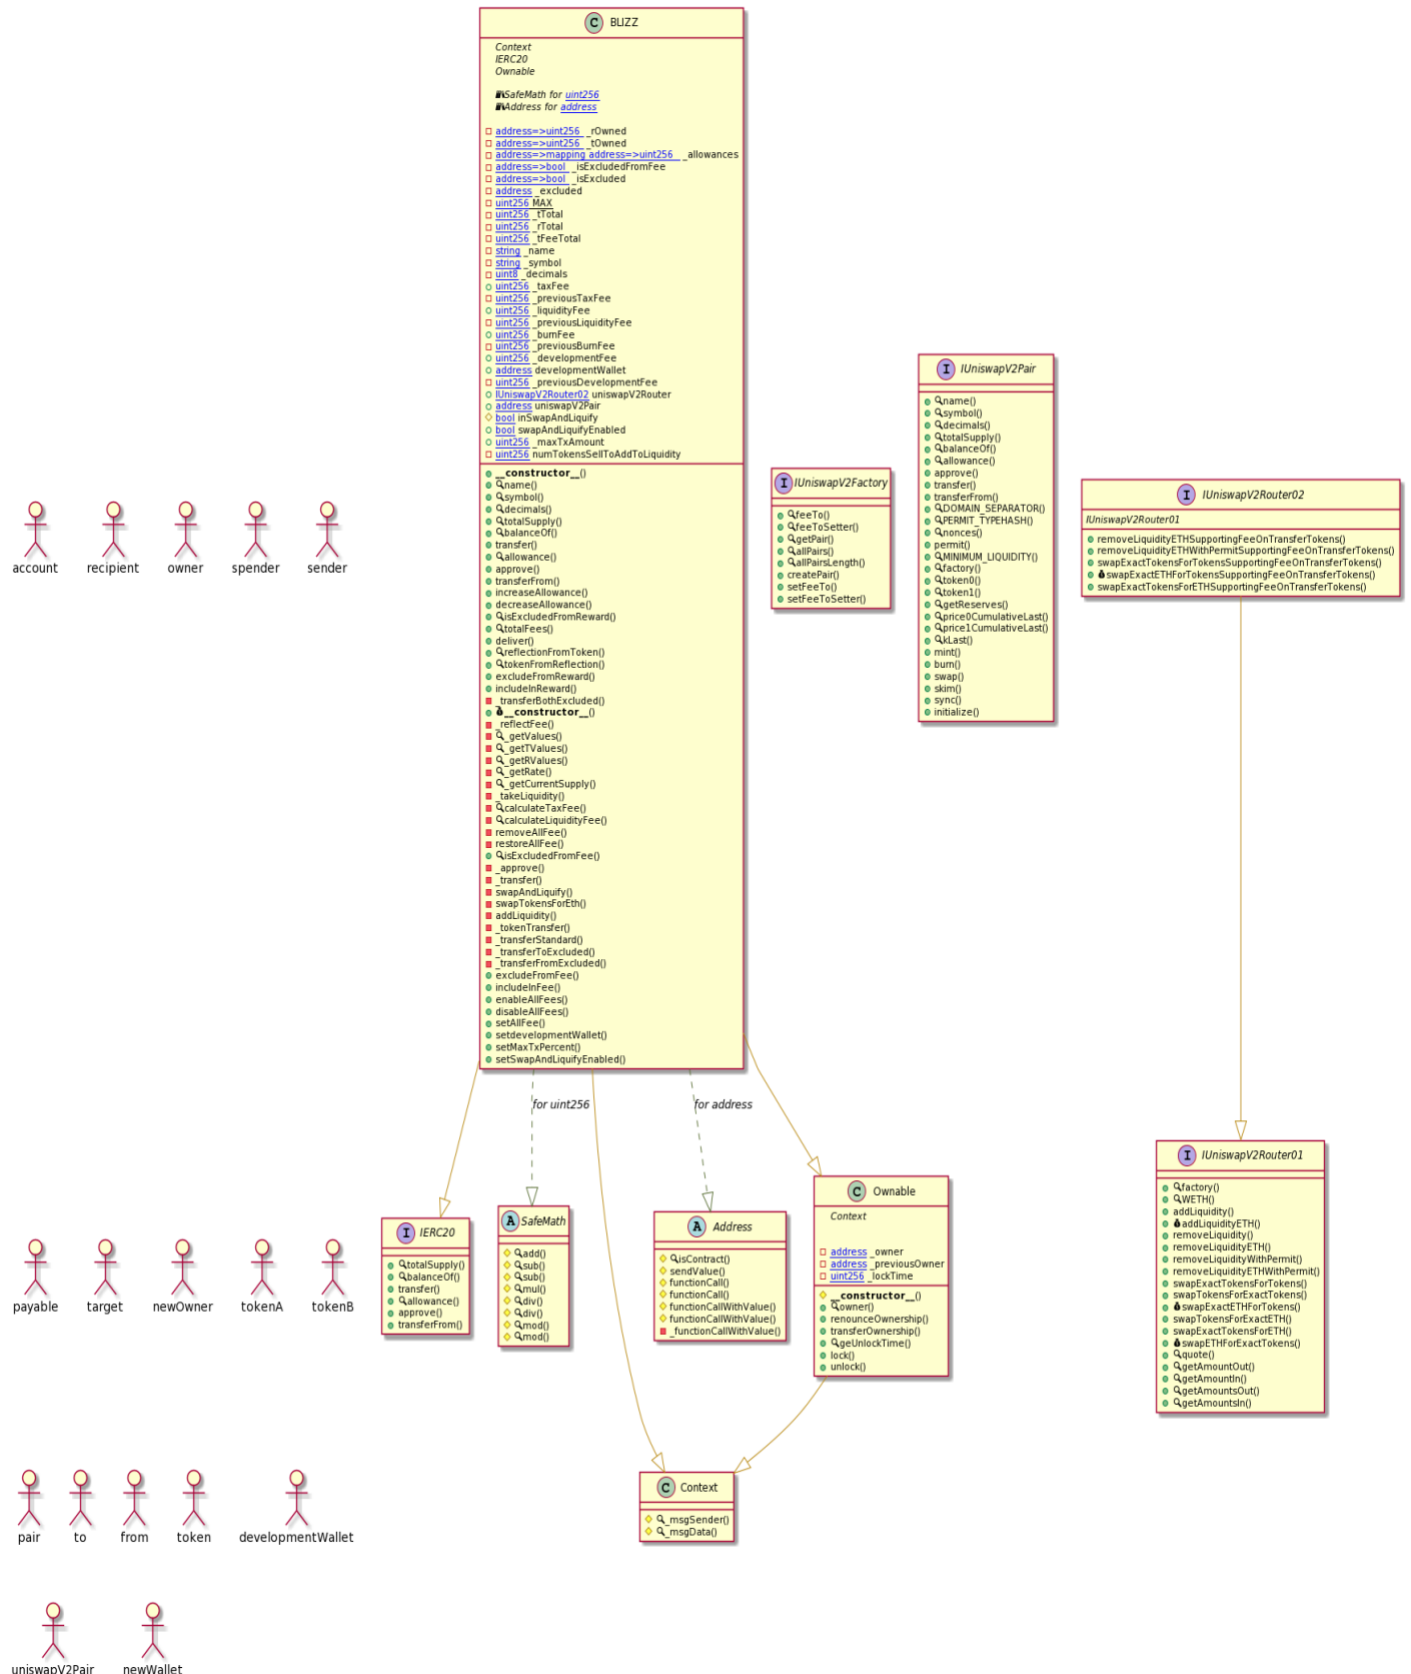 BLIZZ
Context
IERC20
Ownable
SafeMath for uint256
Address for address
address=>uint256 _rOwned
address=>uint256 _tOwned
address=>mapping address=>uint256 _allowances
address=>bool _isExcludedFromFee
address=>bool _isExcluded
address _excluded
uint256 MAX
uint256 _tTotal
uint256 _rTotal
uint256 _tFeeTotal
string _name
string _symbol
uint8 _decimals
uint256 _taxFee
uint256 _previousTaxFee
uint256 _liquidityFee
uint256 _previousLiquidityFee
uint256 _burnFee
uint256 _previousBurnFee
uint256 _developmentFee
address developmentWallet
uint256 _previousDevelopmentFee
IUniswapV2Router02 uniswapV2Router
address uniswapV2Pair
bool inSwapAndLiquify
bool swapAndLiquifyEnabled
uint256 _maxTxAmount
uint256 numTokensSellToAddToLiquidity
__constructor__()
name()
symbol()
decimals()
totalSupply()
balanceOf()
transfer()
allowance()
approve()
transferFrom()
increaseAllowance()
decreaseAllowance()
isExcludedFromReward()
totalFees()
deliver()
reflectionFromToken()
tokenFromReflection()
excludeFromReward()
includeInReward()
_transferBothExcluded()
__constructor__()
_reflectFee()
_getValues()
_getTValues()
_getRValues()
_getRate()
_getCurrentSupply()
_takeLiquidity()
calculateTaxFee()
calculateLiquidityFee()
removeAllFee()
restoreAllFee()
isExcludedFromFee()
_approve()
_transfer()
swapAndLiquify()
swapTokensForEth()
addLiquidity()
_tokenTransfer()
_transferStandard()
_transferToExcluded()
_transferFromExcluded()
excludeFromFee()
includeInFee()
enableAllFees()
disableAllFees()
setAllFee()
setdevelopmentWallet()
setMaxTxPercent()
setSwapAndLiquifyEnabled()
IUniswapV2Factory
feeTo()
feeToSetter()
getPair()
allPairs()
allPairsLength()
createPair()
setFeeTo()
setFeeToSetter()
IUniswapV2Pair
name()
symbol()
decimals()
totalSupply()
balanceOf()
allowance()
approve()
transfer()
transferFrom()
DOMAIN_SEPARATOR()
PERMIT_TYPEHASH()
nonces()
permit()
MINIMUM_LIQUIDITY()
factory()
token0()
token1()
getReserves()
price0CumulativeLast()
price1CumulativeLast()
kLast()
mint()
burn()
swap()
skim()
sync()
initialize()
IUniswapV2Router02
IUniswapV2Router01
removeLiquidityETHSupportingFeeOnTransferTokens()
removeLiquidityETHWithPermitSupportingFeeOnTransferTokens()
swapExactTokensForTokensSupportingFeeOnTransferTokens()
swapExactETHForTokensSupportingFeeOnTransferTokens()
swapExactTokensForETHSupportingFeeOnTransferTokens()
account recipient owner spender sender
for uint256
for address
IERC20
totalSupply()
balanceOf()
transfer()
allowance()
approve()
transferFrom()
SafeMath
add()
sub()
sub()
mul()
div()
div()
mod()
mod()
Address
isContract()
sendValue()
functionCall()
functionCall()
functionCallWithValue()
functionCallWithValue()
_functionCallWithValue()
Ownable
Context
address _owner
address _previousOwner
uint256 _lockTime
__constructor__()
owner()
renounceOwnership()
transferOwnership()
geUnlockTime()
lock()
unlock()
IUniswapV2Router01
factory()
WETH()
addLiquidity()
addLiquidityETH()
removeLiquidity()
removeLiquidityETH()
removeLiquidityWithPermit()
removeLiquidityETHWithPermit()
swapExactTokensForTokens()
swapTokensForExactTokens()
swapExactETHForTokens()
swapTokensForExactETH()
swapExactTokensForETH()
swapETHForExactTokens()
quote()
getAmountOut()
getAmountIn()
getAmountsOut()
getAmountsIn()
payable target newOwner tokenA tokenB
Context
_msgSender()
_msgData()
pair to from token developmentWallet
uniswapV2Pair newWallet